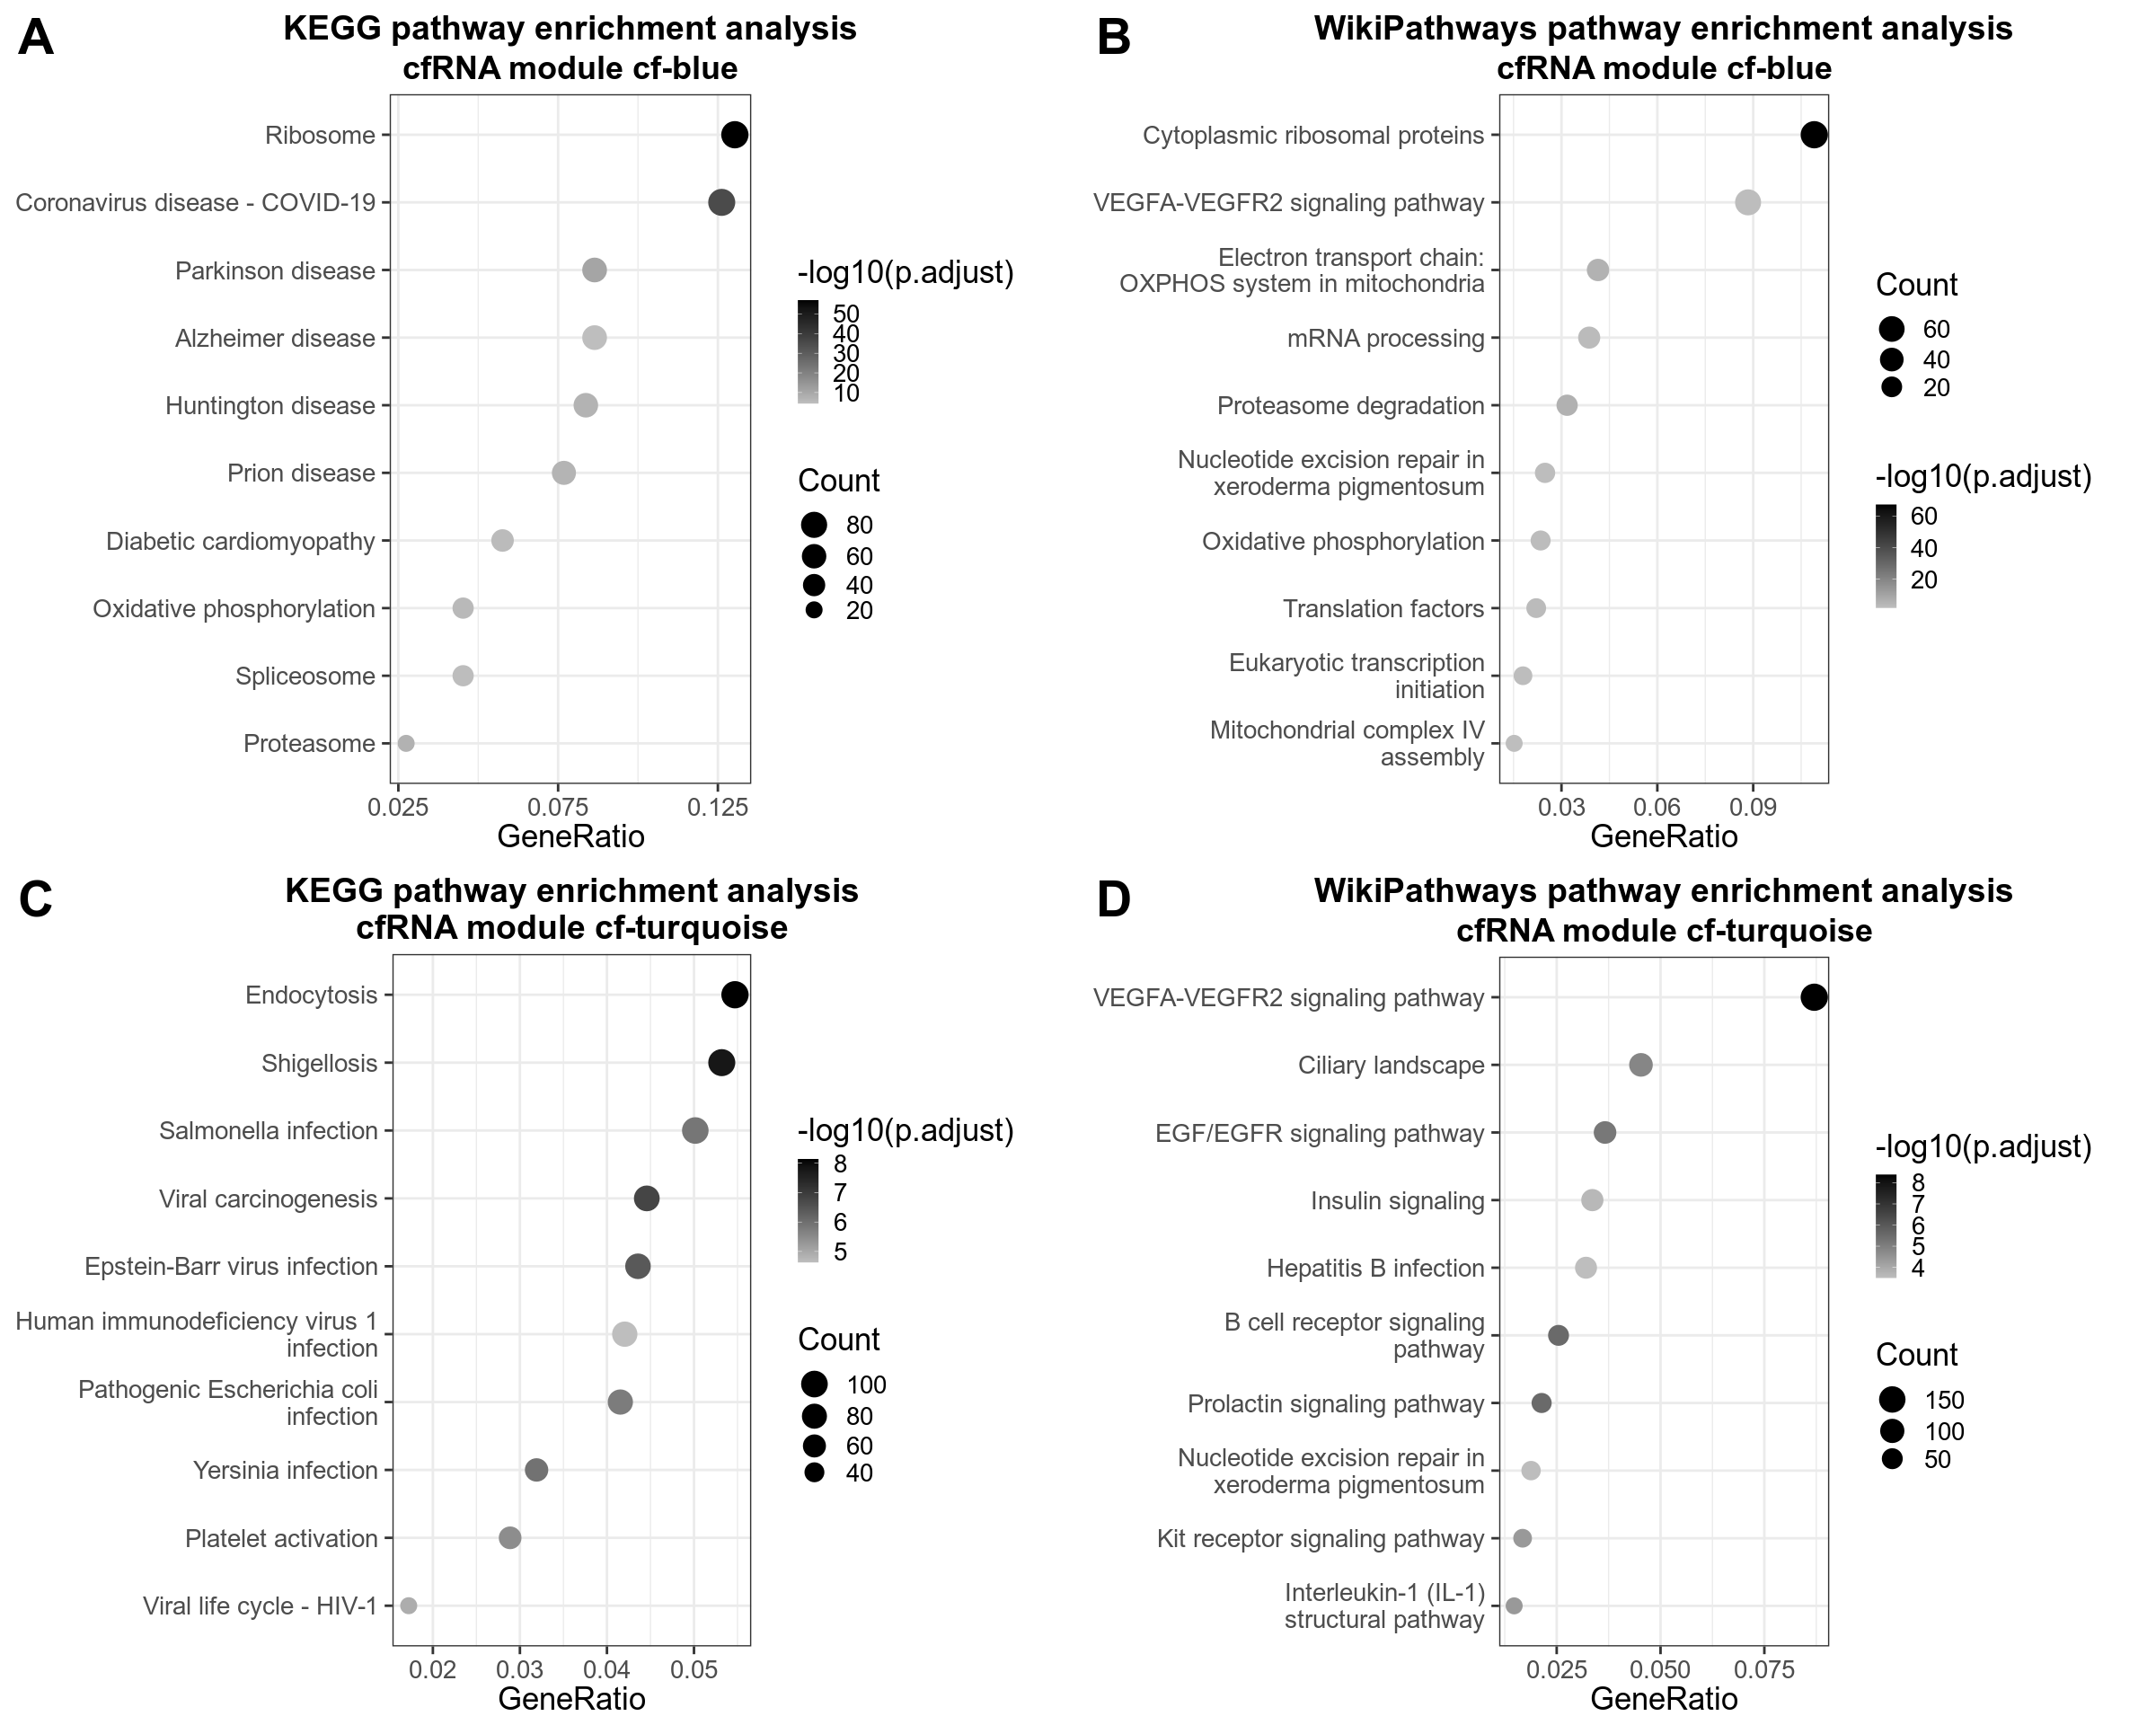 A
KEGG pathway enrichment analysis
cfRNA module cf-blue
Ribosome
Coronavirus disease - COVID-19
Parkinson disease
Alzheimer disease
Huntington disease
Prion disease
Diabetic cardiomyopathy
Oxidative phosphorylation
Spliceosome
Proteasome
0.025
0.075
0.125
GeneRatio
-log10(p.adjust)
50
40
30
20
10
Count
80
60
40
20
B
WikiPathways pathway enrichment analysis
cfRNA module cf-blue
Cytoplasmic ribosomal proteins
VEGFA-VEGFR2 signaling pathway
Electron transport chain:
OXPHOS system in mitochondria
mRNA processing
Proteasome degradation
Nucleotide excision repair in
xeroderma pigmentosum
Oxidative phosphorylation
Translation factors
Eukaryotic transcription
initiation
Mitochondrial complex IV
assembly
0.03
0.06
0.09
GeneRatio
Count
60
40
20
-log10(p.adjust)
60
40
20
C
KEGG pathway enrichment analysis
cfRNA module cf-turquoise
Endocytosis
Shigellosis
Salmonella infection
Viral carcinogenesis
Epstein-Barr virus infection
Human immunodeficiency virus 1
infection
Pathogenic Escherichia coli
infection
Yersinia infection
Platelet activation
Viral life cycle - HIV-1
0.02
0.03
0.04
0.05
GeneRatio
-log10(p.adjust)
8
7
6
5
Count
100
80
60
40
D
WikiPathways pathway enrichment analysis
cfRNA module cf-turquoise
VEGFA-VEGFR2 signaling pathway
Ciliary landscape
EGF/EGFR signaling pathway
Insulin signaling
Hepatitis B infection
B cell receptor signaling
pathway
Prolactin signaling pathway
Nucleotide excision repair in
xeroderma pigmentosum
Kit receptor signaling pathway
Interleukin-1 (IL-1)
structural pathway
0.025
0.050
0.075
GeneRatio
-log10(p.adjust)
8
7
6
5
4
Count
150
100
50